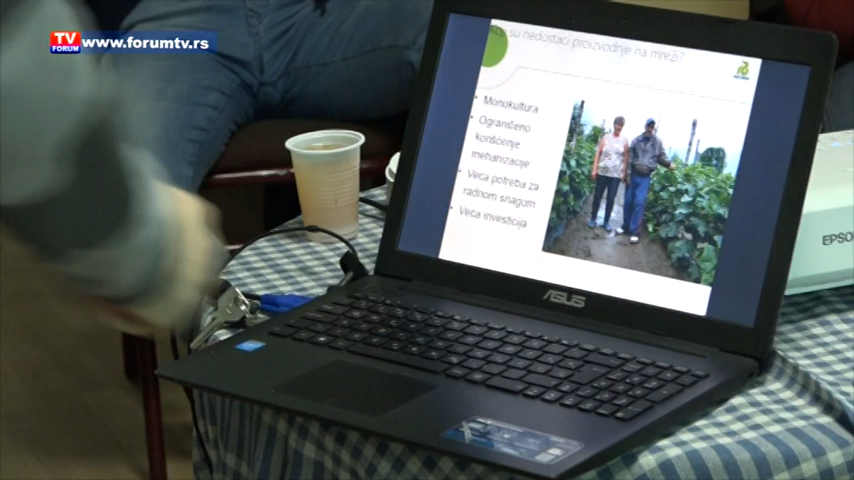 TV
FORUM
www.forumtv.rs
su nedostaci proizvodnje na mreži?
• Monokultura
• Ograničeno
korišćenje
mehanizacije
• Veća potreba za
radnom snagom
• Veća investicija
ASUS
EPSO